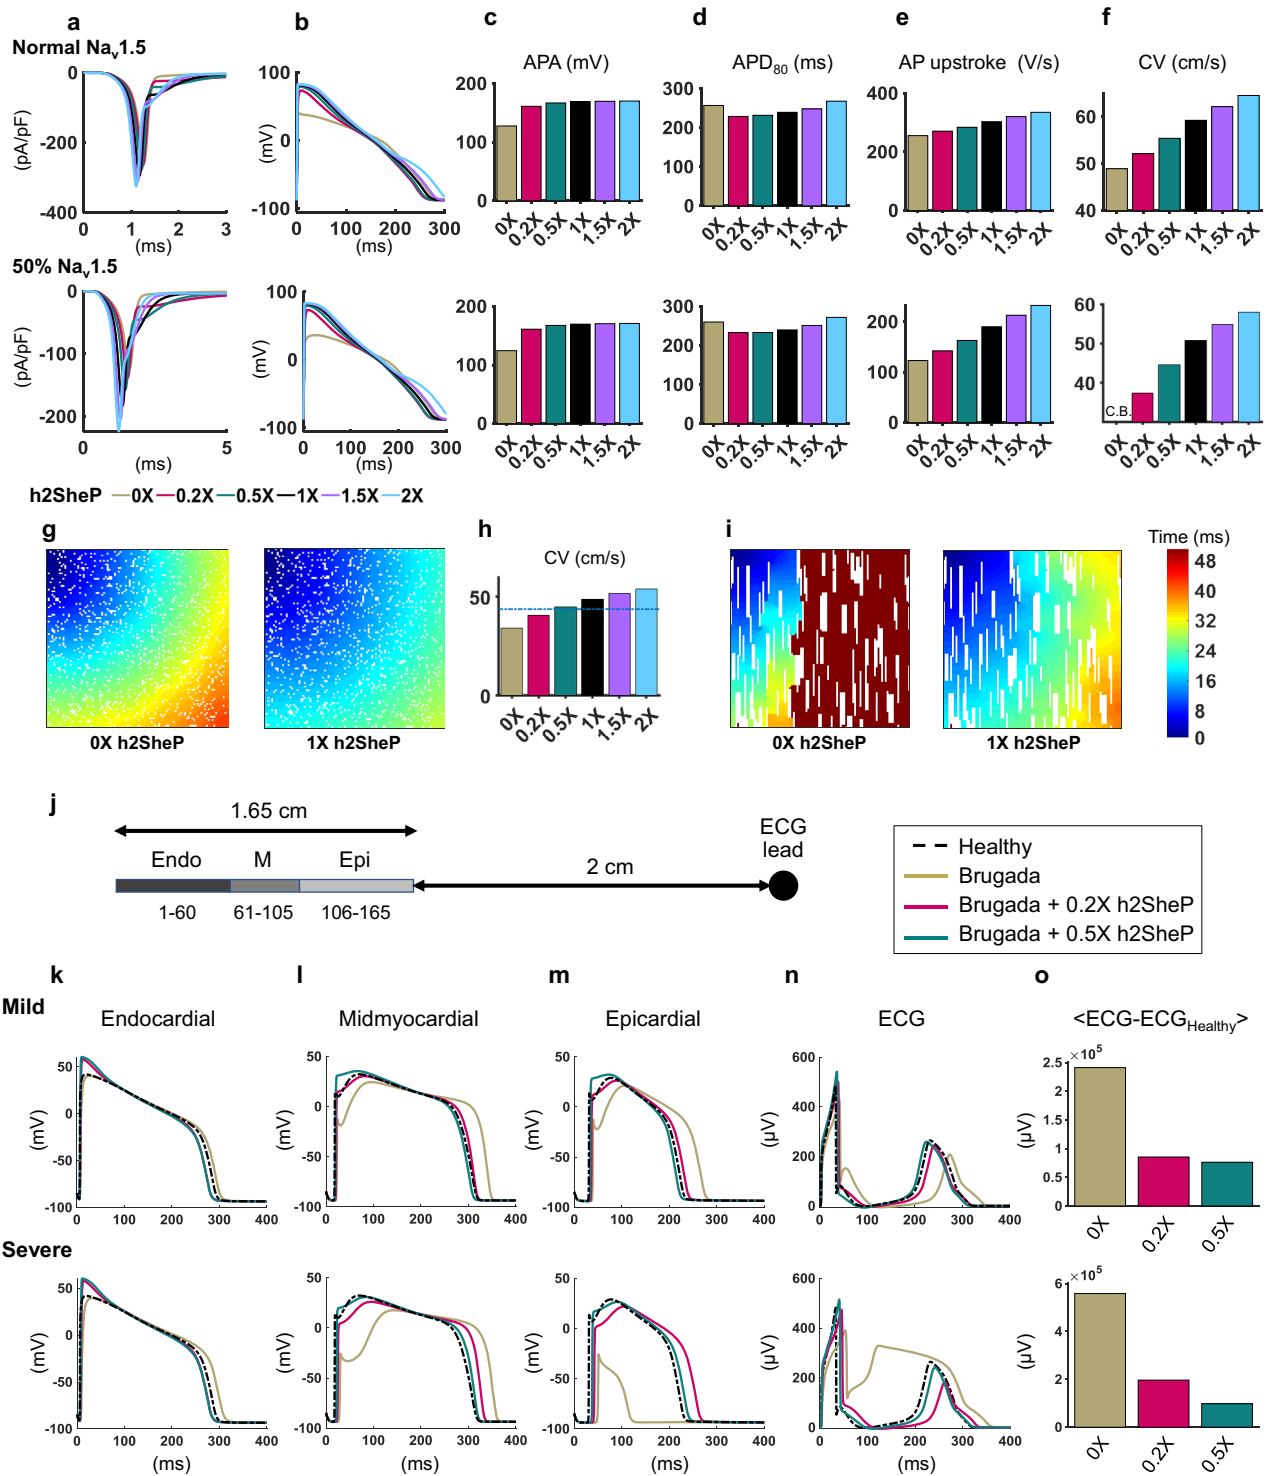 a b c d e f
Normal Nav1.5
APA (mV) APD80 (ms) AP upstroke (V/s) CV (cm/s)
0 -200 -400
(pA/pF)
0 1 2 3
(ms)
100 0 -100
(mV)
0 100 200 300
(ms)
200 100 0
0X 0.2X 0.5X 1X 1.5X 2X
300 200 100 0
0X 0.2X 0.5X 1X 1.5X 2X
400 200 0
0X 0.2X 0.5X 1X 1.5X 2X
60 50 40
0X 0.2X 0.5X 1X 1.5X 2X
50% Nav1.5
0 -100 -200
(pA/pF)
0 5
(ms)
100 0 -100
(mV)
0 100 200 300
(ms)
200 100 0
0X 0.2X 0.5X 1X 1.5X 2X
300 200 100 0
0X 0.2X 0.5X 1X 1.5X 2X
200 100 0
0X 0.2X 0.5X 1X 1.5X 2X
60 50 40
C.B.
0X 0.2X 0.5X 1X 1.5X 2X
h2SheP 0X 0.2X 0.5X 1X 1.5X 2X
g h i
0X h2SheP 1X h2SheP
CV (cm/s)
50 0
0X 0.2X 0.5X 1X 1.5X 2X
0X h2SheP 1X h2SheP
Time (ms)
48
40
32
24
16
8
0
j
1.65 cm
Endo M Epi
1-60 61-105 106-165
2 cm
ECG
lead
Healthy
Brugada
Brugada + 0.2X h2SheP
Brugada + 0.5X h2SheP
k l m n o
Mild
Endocardial Midmyocardial Epicardial ECG <ECG-ECGHealthy>
50 0 -50 -100
(mV)
0 100 200 300 400
50 0 -50 -100
(mV)
0 100 200 300 400
50 0 -50 -100
(mV)
0 100 200 300 400
600 400 200 0
(µV)
0 100 200 300 400
× 10^5
2.5 2 1.5 1 0.5 0
(µV)
0X 0.2X 0.5X
Severe
50 0 -50 -100
(mV)
0 100 200 300 400
(ms)
50 0 -50 -100
(mV)
0 100 200 300 400
(ms)
50 0 -50 -100
(mV)
0 100 200 300 400
(ms)
600 400 200 0
(µV)
0 100 200 300 400
(ms)
× 10^5
6 4 2 0
(µV)
0X 0.2X 0.5X